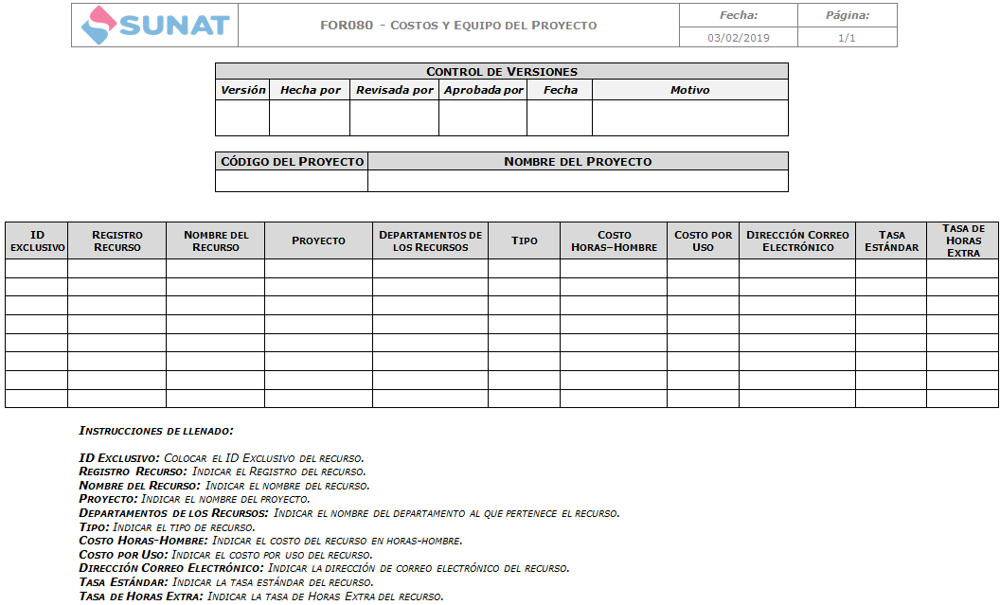 SUNAT
FOR080 - COSTOS Y EQUIPO DEL PROYECTO
Fecha:
Página:
03/02/2019
1/1
CONTROL DE VERSIONES
Versión Hecha por Revisada por Aprobada por Fecha Motivo
CÓDIGO DEL PROYECTO NOMBRE DEL PROYECTO
ID EXCLUSIVO
REGISTRO RECURSO
NOMBRE DEL RECURSO
PROYECTO
DEPARTAMENTOS DE LOS RECURSOS
TIPO
COSTO HORAS–HOMBRE
COSTO POR USO
DIRECCIÓN CORREO ELECTRÓNICO
TASA ESTÁNDAR
TASA DE HORAS EXTRA
INSTRUCCIONES DE LLENADO:
ID EXCLUSIVO: COLOCAR EL ID EXCLUSIVO DEL RECURSO.
REGISTRO RECURSO: INDICAR EL REGISTRO DEL RECURSO.
NOMBRE DEL RECURSO: INDICAR EL NOMBRE DEL RECURSO.
PROYECTO: INDICAR EL NOMBRE DEL PROYECTO.
DEPARTAMENTOS DE LOS RECURSOS: INDICAR EL NOMBRE DEL DEPARTAMENTO AL QUE PERTENECE EL RECURSO.
TIPO: INDICAR EL TIPO DE RECURSO.
COSTO HORAS-HOMBRE: INDICAR EL COSTO DEL RECURSO EN HORAS-HOMBRE.
COSTO POR USO: INDICAR EL COSTO POR USO DEL RECURSO.
DIRECCIÓN CORREO ELECTRÓNICO: INDICAR LA DIRECCIÓN DE CORREO ELECTRÓNICO DEL RECURSO.
TASA ESTÁNDAR: INDICAR LA TASA ESTÁNDAR DEL RECURSO.
TASA DE HORAS EXTRA: INDICAR LA TASA DE HORAS EXTRA DEL RECURSO.